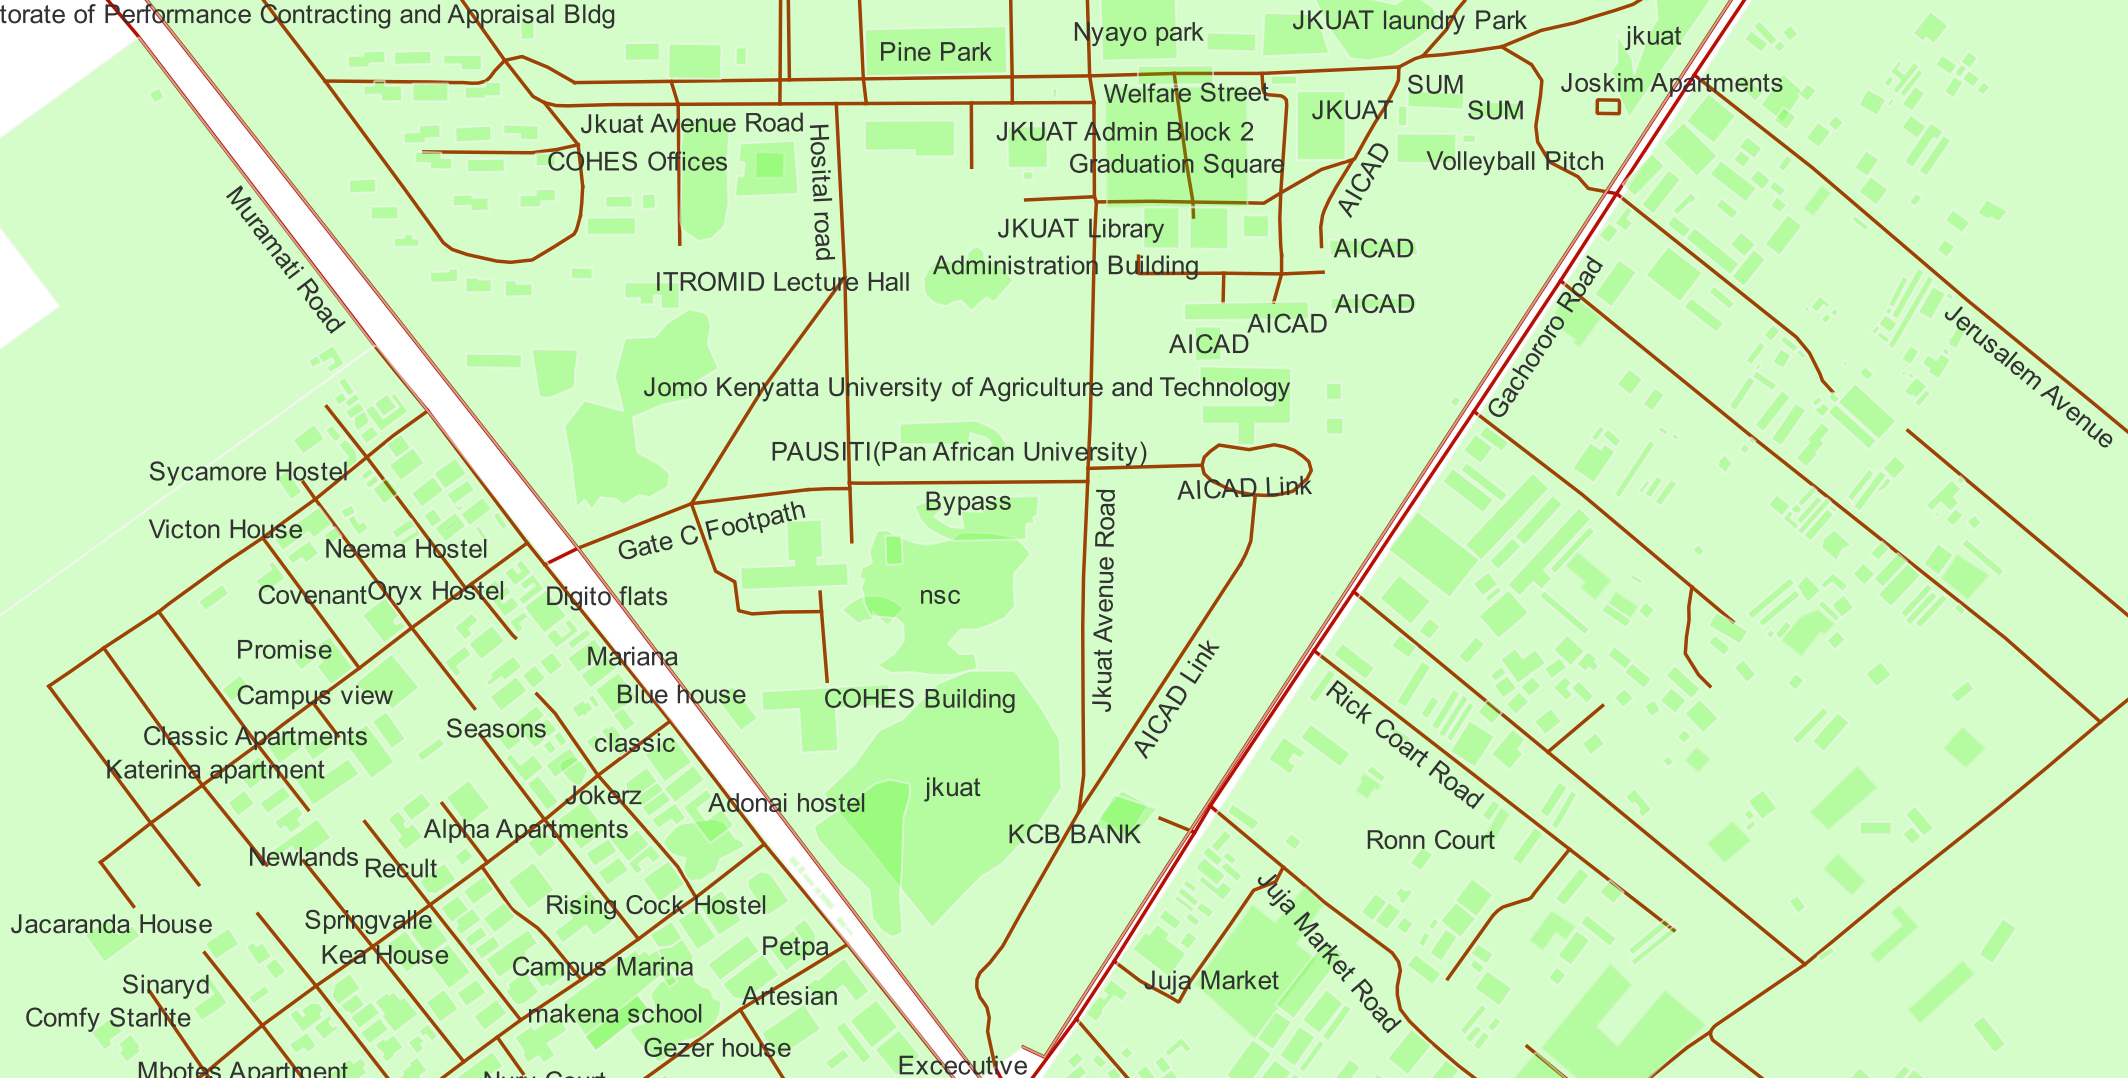 torate of Performance Contracting and Appraisal Bldg
JKUAT laundry Park
Nyayo park
jkuat
Pine Park
SUM
Joskim Apartments
Welfare Street
JKUAT
SUM
Jkuat Avenue Road
JKUAT Admin Block 2
COHES Offices
Graduation Square
Volleyball Pitch
Hosital road
AICAD
Muramati Road
JKUAT Library
AICAD
Administration Building
ITROMID Lecture Hall
AICAD
AICAD
AICAD
Gachororo Road
Jerusalem Avenue
Jomo Kenyatta University of Agriculture and Technology
PAUSITI(Pan African University)
Sycamore Hostel
AICAD Link
Bypass
Victon House
Gate C Footpath
Neema Hostel
Jkuat Avenue Road
Covenant
Oryx Hostel
Digito flats
nsc
Promise
Mariana
Campus view
Blue house
COHES Building
AICAD Link
Rick Coart Road
Classic Apartments
Seasons
classic
Katerina apartment
jkuat
Jokerz
Adonai hostel
Alpha Apartments
KCB BANK
Ronn Court
Newlands
Recult
Juja Market Road
Rising Cock Hostel
Jacaranda House
Springvalle
Petpa
Kea House
Campus Marina
Juja Market
Sinaryd
Artesian
Comfy Starlite
makena school
Gezer house
Excecutive
Mbotes Apartment
Nury Court